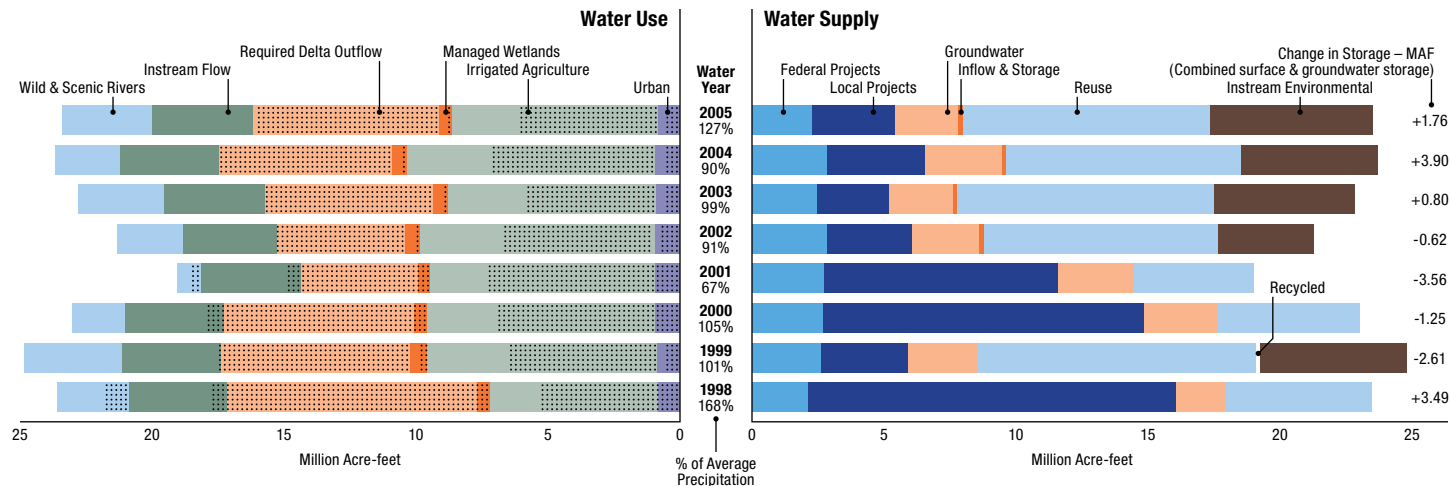 Water Use
Water Supply
Required Delta Outflow
Managed Wetlands
Groundwater
Change in Storage – MAF
Instream Flow
Irrigated Agriculture
Federal Projects
Inflow & Storage
(Combined surface & groundwater storage)
Wild & Scenic Rivers
Urban
Water
Year
Local Projects
Reuse
Instream Environmental
2005
127%
+1.76
2004
90%
+3.90
2003
99%
+0.80
2002
91%
-0.62
2001
67%
-3.56
Recycled
2000
105%
-1.25
1999
101%
-2.61
1998
168%
+3.49
25 20 15 10 5 0
0 5 10 15 20 25
Million Acre-feet
% of Average
Precipitation
Million Acre-feet